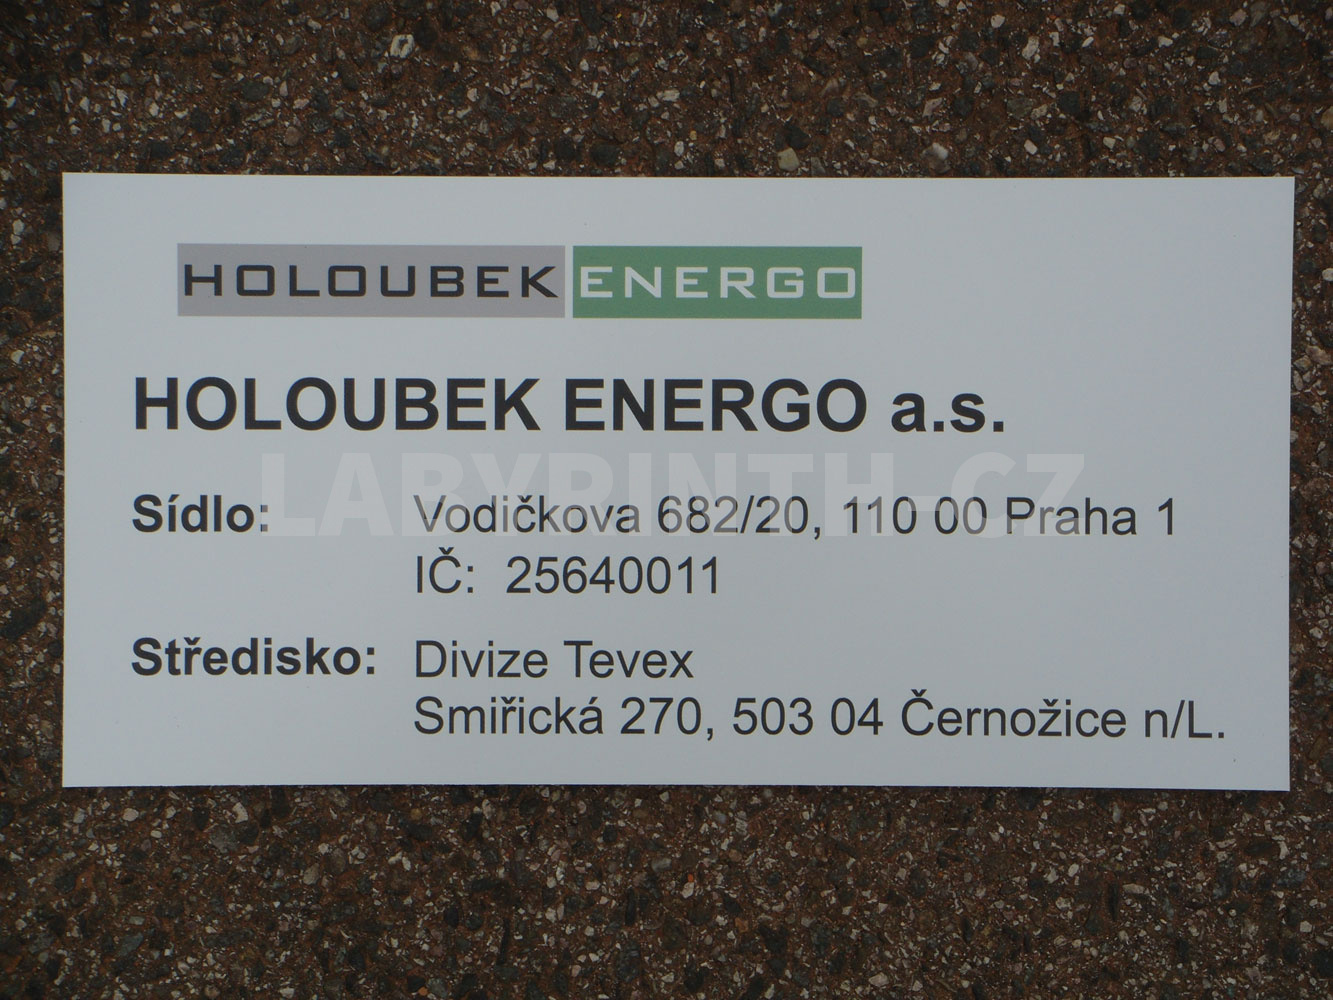 HOLOUBEK ENERGO
HOLOUBEK ENERGO a.s.
LABYRINTH-CZ
Sídlo: Vodičkova 682/20, 110 00 Praha 1
IČ: 25640011
Středisko: Divize Tevex
Smiřická 270, 503 04 Černožice n/L.